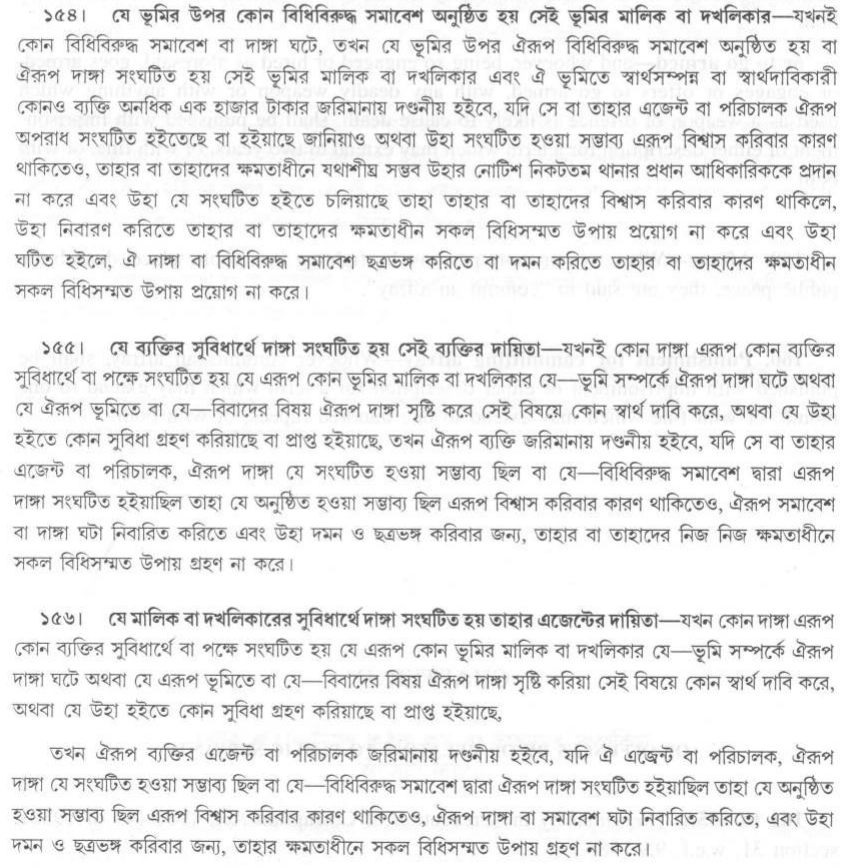 ১৫৪। যে ভূমির উপর কোন বিধিবিরুদ্ধ সমাবেশ অনুষ্ঠিত হয় সেই ভূমির মালিক বা দখলিকার—যখনই
কোন বিধিবিরুদ্ধ সমাবেশ বা দাঙ্গা ঘটে, তখন যে ভূমির উপর ঐরূপ বিধিবিরুদ্ধ সমাবেশ অনুষ্ঠিত হয় বা
ঐরূপ দাঙ্গা সংঘটিত হয় সেই ভূমির মালিক বা দখলিকার এবং ঐ ভূমিতে স্বার্থসম্পন্ন বা স্বার্থদাবিকারী
কোনও ব্যক্তি অনধিক এক হাজার টাকার জরিমানায় দণ্ডনীয় হইবে, যদি সে বা তাহার এজেন্ট বা পরিচালক ঐরূপ
অপরাধ সংঘটিত হইতেছে বা হইয়াছে জানিয়াও অথবা উহা সংঘটিত হওয়া সম্ভাব্য এরূপ বিশ্বাস করিবার কারণ
থাকিতেও, তাহার বা তাহাদের ক্ষমতাধীনে যথাশীঘ্র সম্ভব উহার নোটিশ নিকটতম থানার প্রধান আধিকারিককে প্রদান
না করে এবং উহা যে সংঘটিত হইতে চলিয়াছে তাহা তাহার বা তাহাদের বিশ্বাস করিবার কারণ থাকিলে,
উহা নিবারণ করিতে তাহার বা তাহাদের ক্ষমতাধীন সকল বিধিসম্মত উপায় প্রয়োগ না করে এবং উহা
ঘটিত হইলে, ঐ দাঙ্গা বা বিধিবিরুদ্ধ সমাবেশ ছত্রভঙ্গ করিতে বা দমন করিতে তাহার বা তাহাদের ক্ষমতাধীন
সকল বিধিসম্মত উপায় প্রয়োগ না করে।
১৫৫। যে ব্যক্তির সুবিধার্থে দাঙ্গা সংঘটিত হয় সেই ব্যক্তির দায়িতা—যখনই কোন দাঙ্গা এরূপ কোন ব্যক্তির
সুবিধার্থে বা পক্ষে সংঘটিত হয় যে এরূপ কোন ভূমির মালিক বা দখলিকার যে—ভূমি সম্পর্কে ঐরূপ দাঙ্গা ঘটে অথবা
যে ঐরূপ ভূমিতে বা যে—বিবাদের বিষয় ঐরূপ দাঙ্গা সৃষ্টি করে সেই বিষয়ে কোন স্বার্থ দাবি করে, অথবা যে উহা
হইতে কোন সুবিধা গ্রহণ করিয়াছে বা প্রাপ্ত হইয়াছে, তখন ঐরূপ ব্যক্তি জরিমানায় দণ্ডনীয় হইবে, যদি সে বা তাহার
এজেন্ট বা পরিচালক, ঐরূপ দাঙ্গা যে সংঘটিত হওয়া সম্ভাব্য ছিল বা যে—বিধিবিরুদ্ধ সমাবেশ দ্বারা এরূপ
দাঙ্গা সংঘটিত হইয়াছিল তাহা যে অনুষ্ঠিত হওয়া সম্ভাব্য ছিল এরূপ বিশ্বাস করিবার কারণ থাকিতেও, ঐরূপ সমাবেশ
বা দাঙ্গা ঘটা নিবারিত করিতে এবং উহা দমন ও ছত্রভঙ্গ করিবার জন্য, তাহার বা তাহাদের নিজ নিজ ক্ষমতাধীনে
সকল বিধিসম্মত উপায় গ্রহণ না করে।
১৫৬। যে মালিক বা দখলিকারের সুবিধার্থে দাঙ্গা সংঘটিত হয় তাহার এজেন্টের দায়িতা—যখন কোন দাঙ্গা এরূপ
কোন ব্যক্তির সুবিধার্থে বা পক্ষে সংঘটিত হয় যে এরূপ কোন ভূমির মালিক বা দখলিকার যে—ভূমি সম্পর্কে ঐরূপ
দাঙ্গা ঘটে অথবা যে এরূপ ভূমিতে বা যে—বিবাদের বিষয় ঐরূপ দাঙ্গা সৃষ্টি করিয়া সেই বিষয়ে কোন স্বার্থ দাবি করে,
অথবা যে উহা হইতে কোন সুবিধা গ্রহণ করিয়াছে বা প্রাপ্ত হইয়াছে,
তখন ঐরূপ ব্যক্তির এজেন্ট বা পরিচালক জরিমানায় দণ্ডনীয় হইবে, যদি ঐ এজেন্ট বা পরিচালক, ঐরূপ
দাঙ্গা যে সংঘটিত হওয়া সম্ভাব্য ছিল বা যে—বিধিবিরুদ্ধ সমাবেশ দ্বারা ঐরূপ দাঙ্গা সংঘটিত হইয়াছিল তাহা যে অনুষ্ঠিত
হওয়া সম্ভাব্য ছিল এরূপ বিশ্বাস করিবার কারণ থাকিতেও, ঐরূপ দাঙ্গা বা সমাবেশ ঘটা নিবারিত করিতে, এবং উহা
দমন ও ছত্রভঙ্গ করিবার জন্য, তাহার ক্ষমতাধীনে সকল বিধিসম্মত উপায় গ্রহণ না করে।